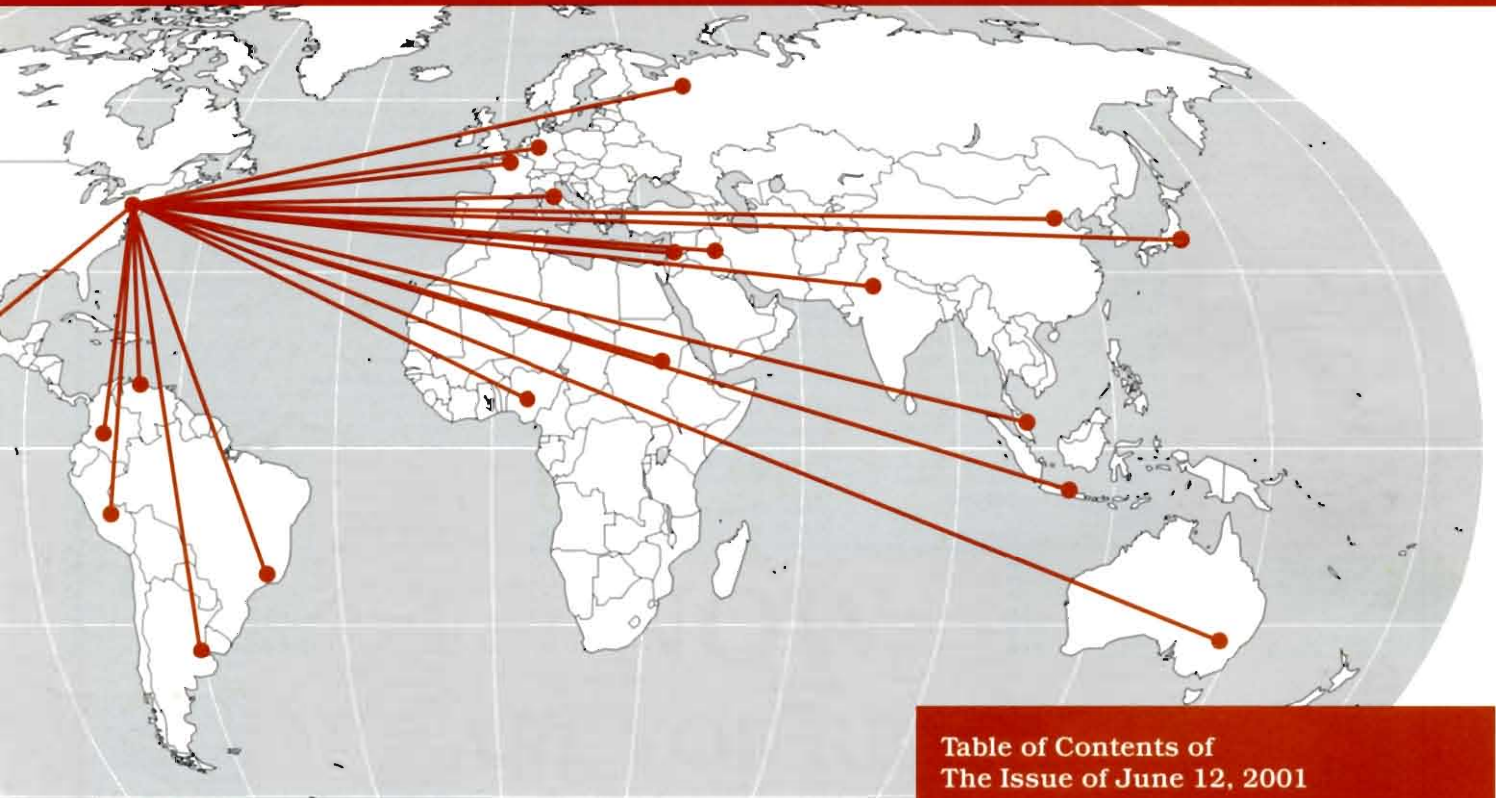 Table of Contents of
The Issue of June 12, 2001